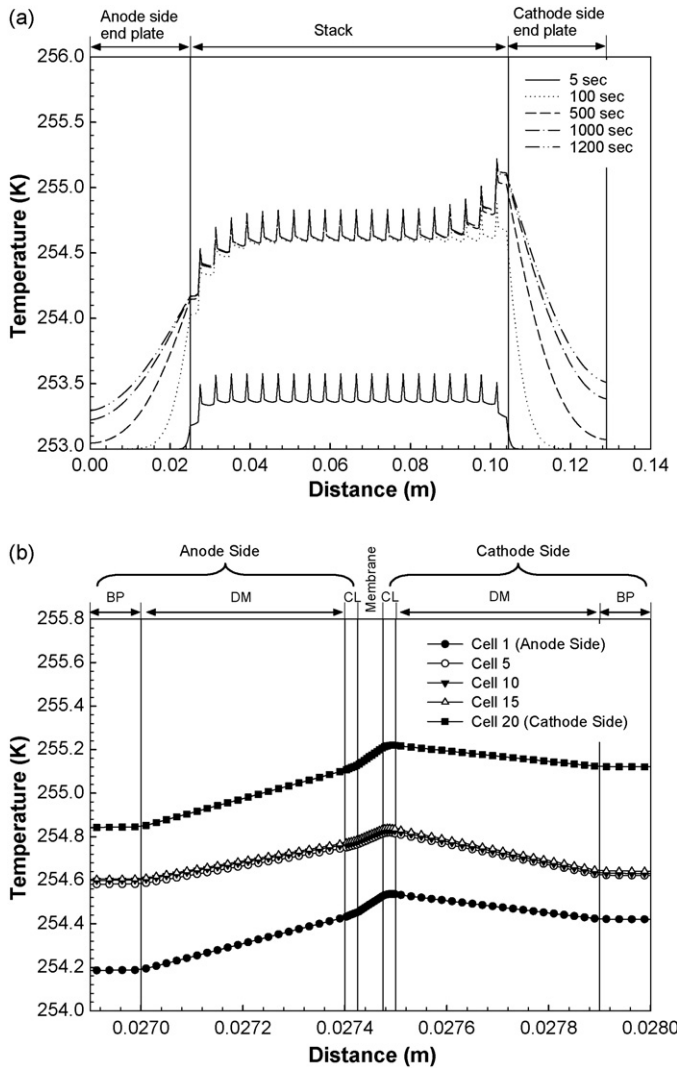 (a)
Anode side
end plate
Stack
Cathode side
end plate
256.0
255.5
255.0
254.5
254.0
253.5
253.0
Temperature (K)
5 sec
100 sec
500 sec
1000 sec
1200 sec
0.00 0.02 0.04 0.06 0.08 0.10 0.12 0.14
Distance (m)
(b)
Anode Side
Membrane
Cathode Side
BP DM CL CL DM BP
255.8
255.6
255.4
255.2
255.0
254.8
254.6
254.4
254.2
254.0
Temperature (K)
Cell 1 (Anode Side)
Cell 5
Cell 10
Cell 15
Cell 20 (Cathode Side)
0.0270 0.0272 0.0274 0.0276 0.0278 0.0280
Distance (m)